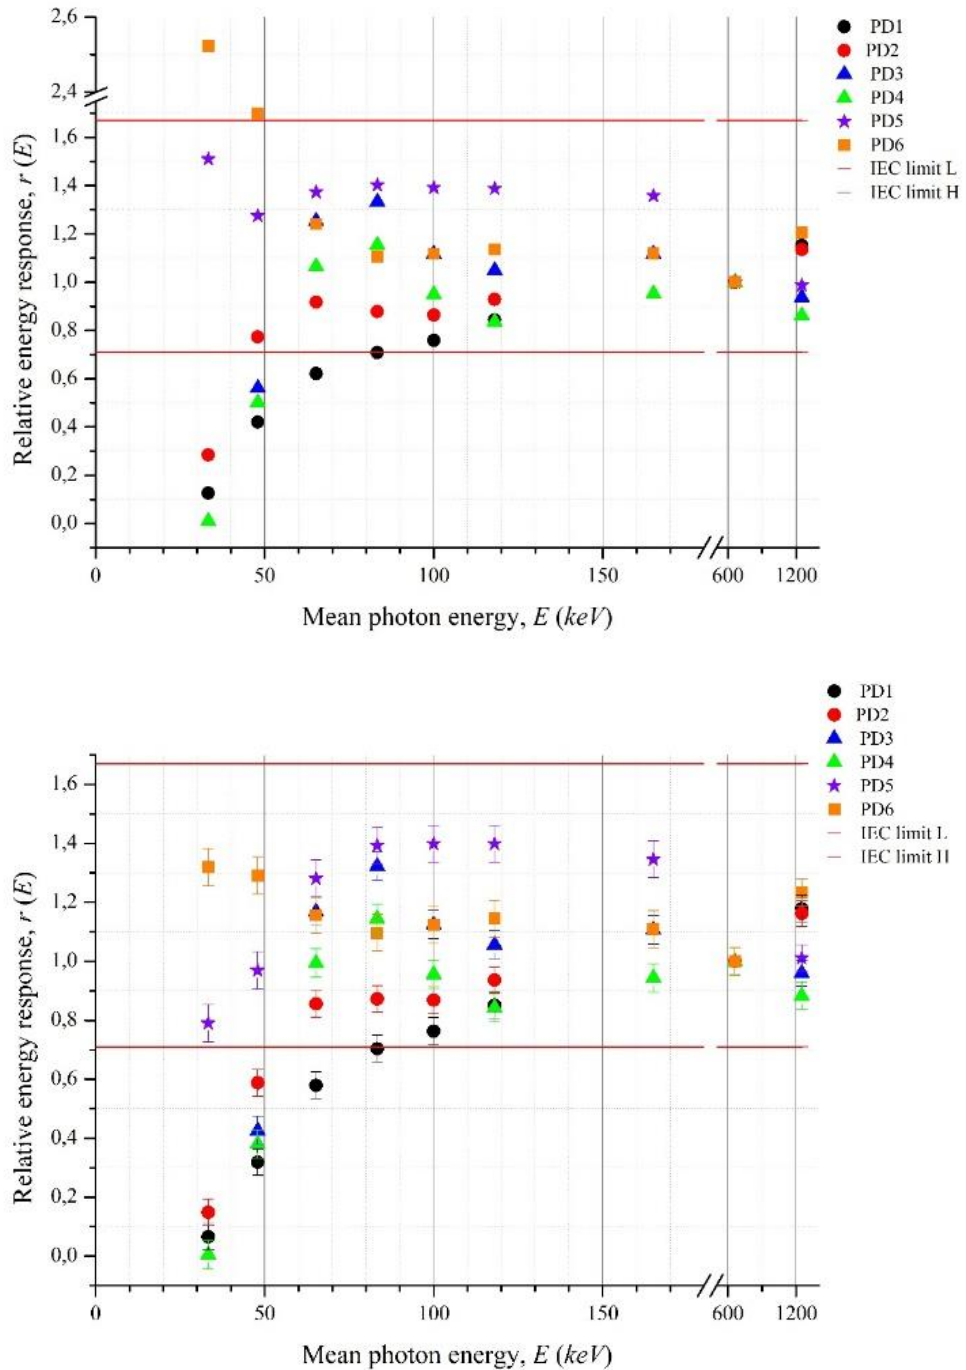 2,6
2,4
1,6
1,4
1,2
1,0
0,8
0,6
0,4
0,2
0,0
Relative energy response, r (E)
0
50
100
150
600
1200
Mean photon energy, E (keV)
PD1
PD2
PD3
PD4
PD5
PD6
IEC limit L
IEC limit H
1,6
1,4
1,2
1,0
0,8
0,6
0,4
0,2
0,0
Relative energy response, r (E)
0
50
100
150
600
1200
Mean photon energy, E (keV)
PD1
PD2
PD3
PD4
PD5
PD6
IEC limit L
IEC limit H